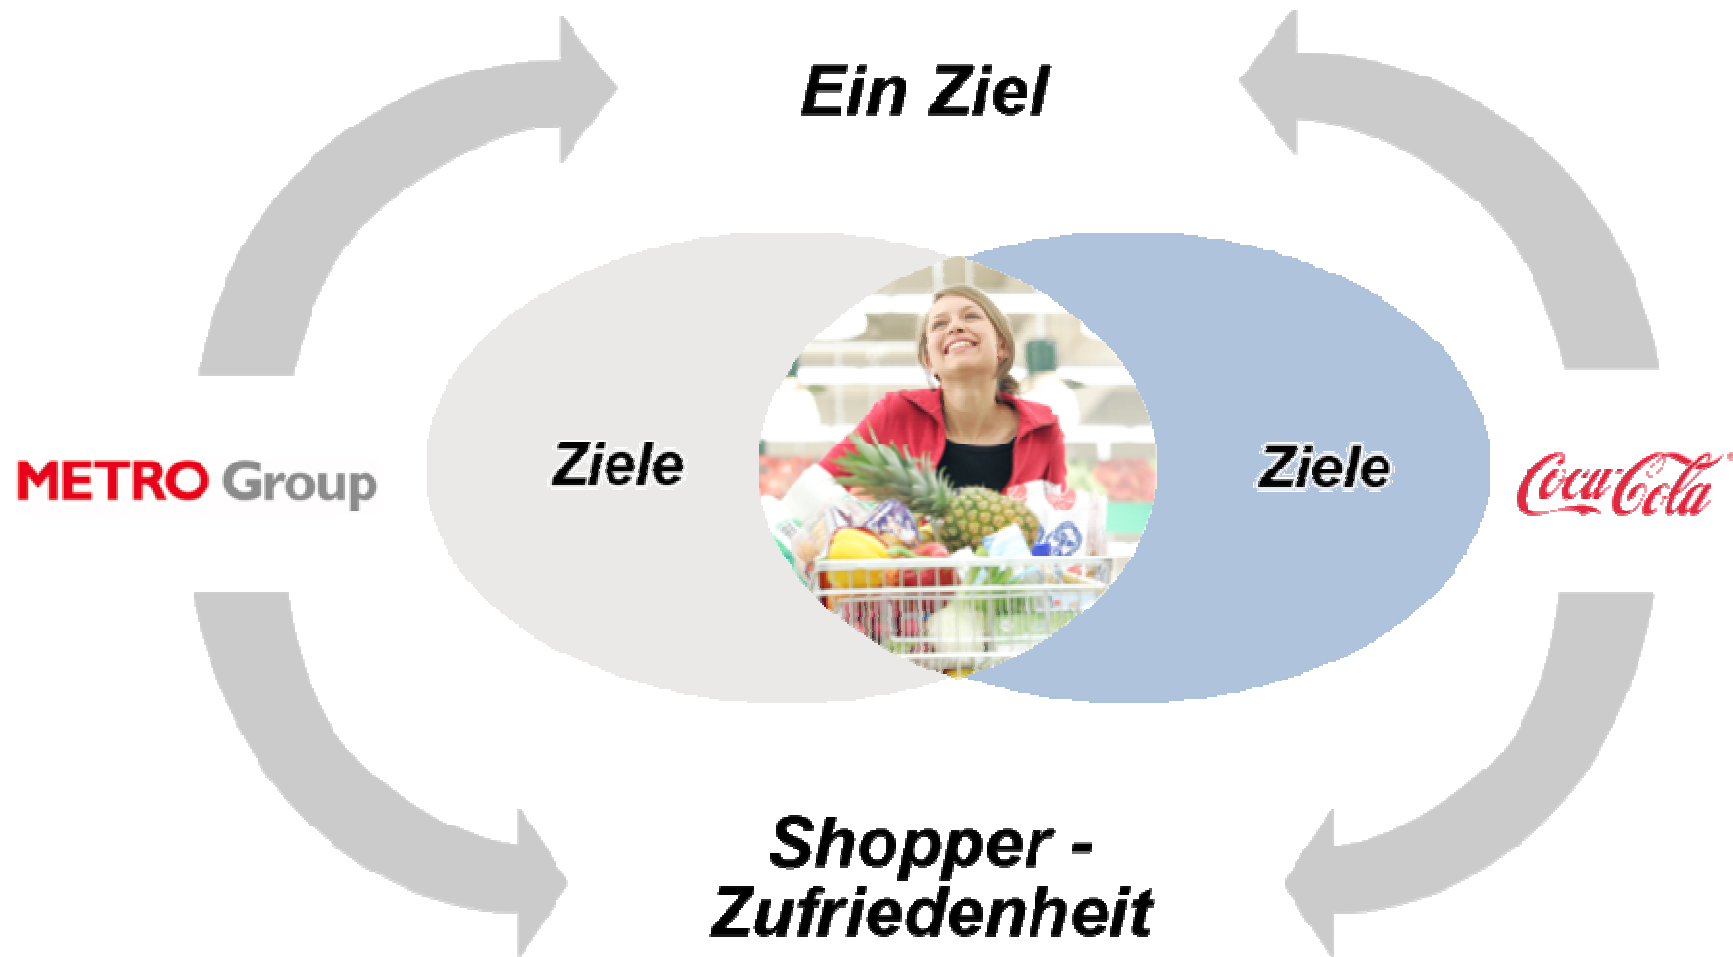 Ein Ziel
METRO Group
Ziele
Ziele
Coca-Cola
Shopper -
Zufriedenheit